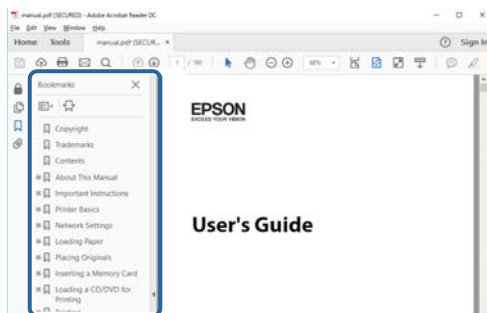 manual.pdf (SECURED) - Adobe Acrobat Reader DC
File Edit View Window Help
Home Tools manual.pdf (SECUR... × Sign In
1 / 191
Bookmarks
EPSON
EXCEED YOUR VISION
Copyright
Trademarks
Contents
About This Manual
Important Instructions
Printer Basics
Network Settings
User's Guide
Loading Paper
Placing Originals
Inserting a Memory Card
Loading a CD/DVD for
Printing